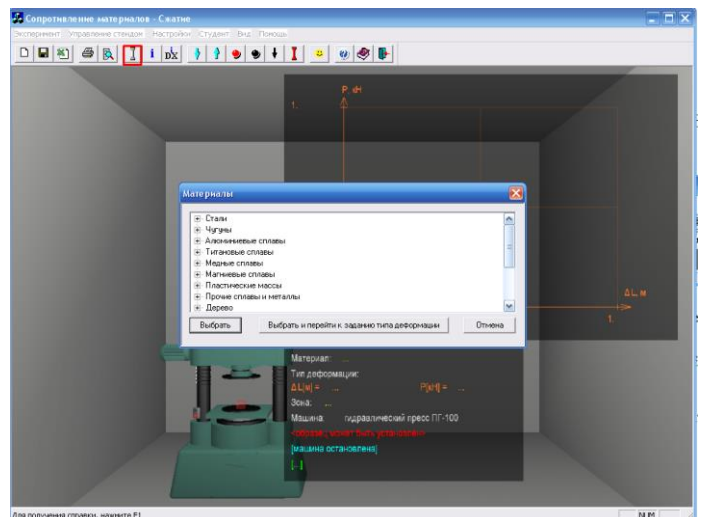 Сопротивление материалов - Сжатие
Эксперимент Управление стендом Настройки Студент Вид Помощь
i DX
P, кН
1.
Материалы
Стали
Чугуны
Алюминиевые сплавы
Титановые сплавы
Медные сплавы
Магниевые сплавы
Пластические массы
Прочие сплавы и металлы
Дерево
Выбрать Выбрать и перейти к заданию типа деформации Отмена
ΔL, м
1.
Материал: ...
Тип деформации:
ΔL[м] = ... P[кН] = ...
Зона: ...
Машина: гидравлический пресс ПГ-100
<образец может быть установлен>
[машина остановлена]
[...]
Для получения справки, нажмите F1
NUM